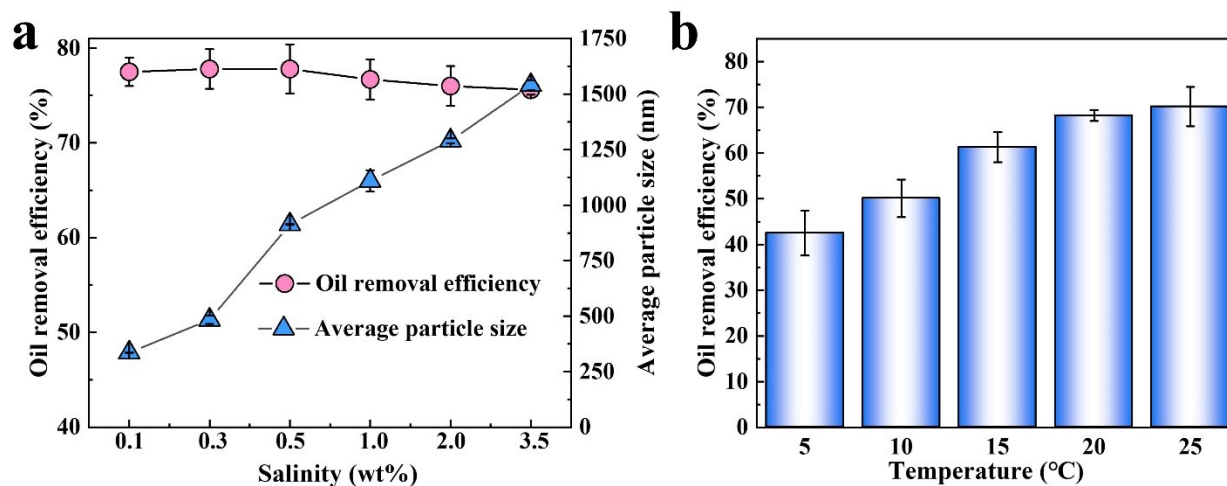 a
Oil removal efficiency (%)
80
70
60
50
40
1750
1500
1250
1000
750
500
250
0
Average particle size (nm)
Oil removal efficiency
Average particle size
0.1 0.3 0.5 1.0 2.0 3.5
Salinity (wt%)
b
Oil removal efficiency (%)
80
70
60
50
40
30
20
10
0
5 10 15 20 25
Temperature (°C)